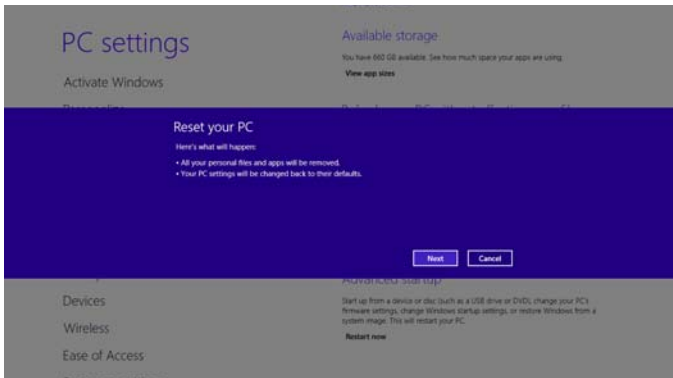 PC settings
Activate Windows
Available storage
You have 660 GB available. See how much space your apps are using.
View app sizes
Reset your PC
Here's what will happen:
• All your personal files and apps will be removed.
• Your PC settings will be changed back to their defaults.
Next
Cancel
Devices
Wireless
Ease of Access
Advanced startup
Start up from a device or disc (such as a USB drive or DVD), change your PC's
firmware settings, change Windows startup settings, or restore Windows from a
system image. This will restart your PC.
Restart now